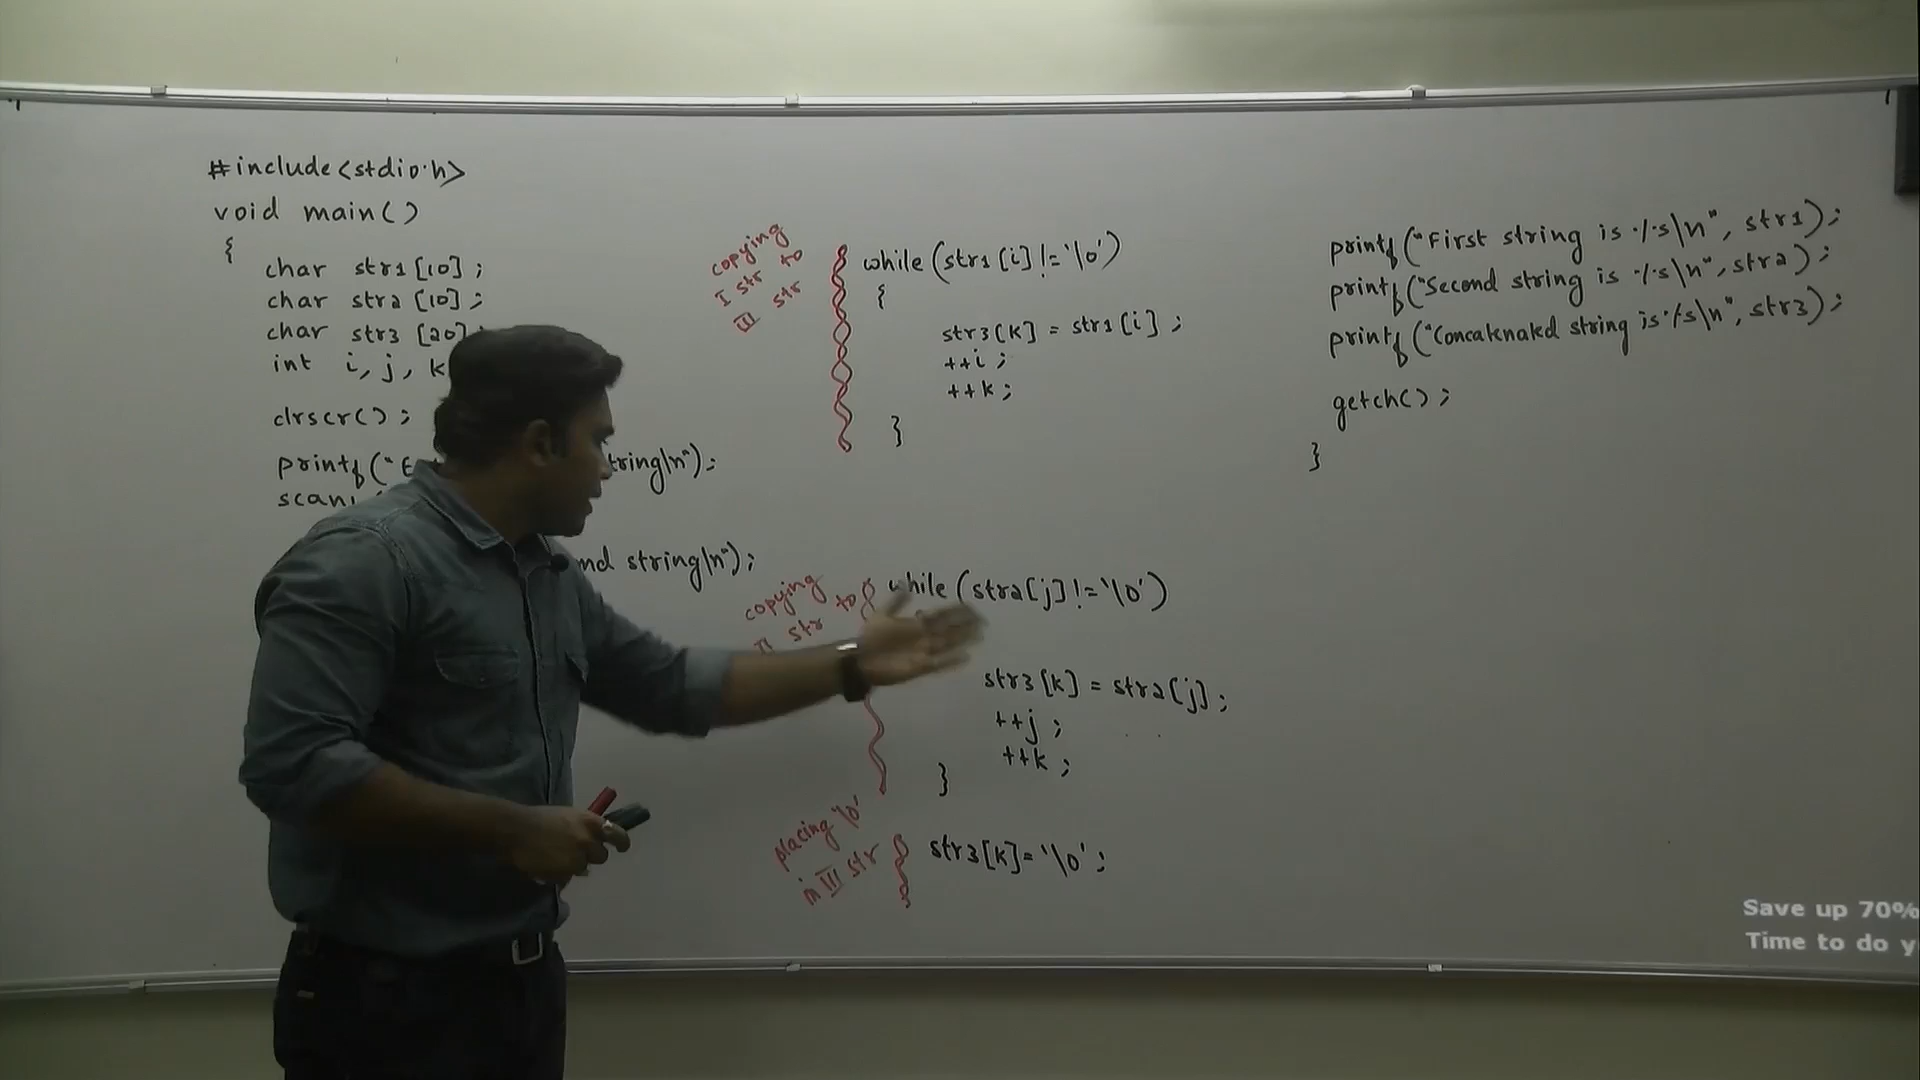 #include<stdio.h>
void main()
{
char str1[10];
char str2[10];
char str3[20];
int i, j, k
clrscr();
printf("E tring\n");
scan
nd string\n");
copying
I str to
III str
while(str1[i]!='\0')
{
str3[k] = str1[i];
++i;
++k;
}
copying
II str to
while(str2[j]!='\0')
str3[k] = str2[j];
++j;
++k;
}
placing '\0'
in III str
str3[k]='\0';
printf("First string is %s\n", str1);
printf("Second string is %s\n", str2);
printf("Concatenated string is %s\n", str3);
getch();
}
Save up 70%
Time to do y